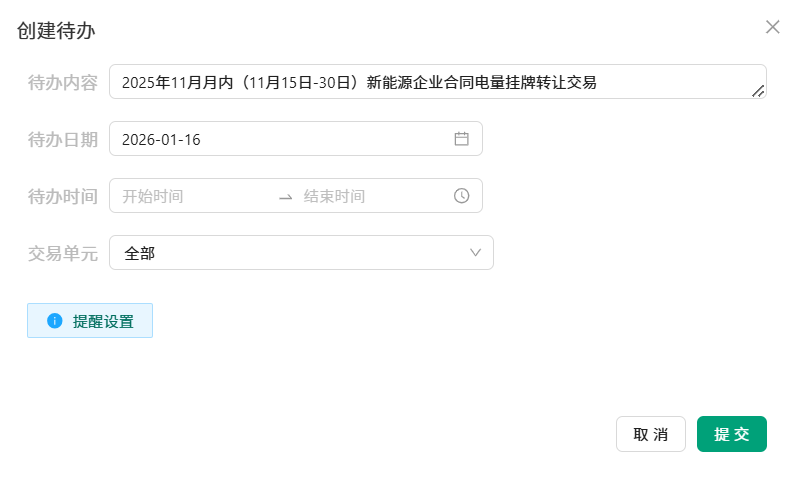 创建待办
待办内容 2025年11月月内（11月15日-30日）新能源企业合同电量挂牌转让交易
待办日期 2026-01-16
待办时间 开始时间 结束时间
交易单元 全部
提醒设置
取 消 提 交